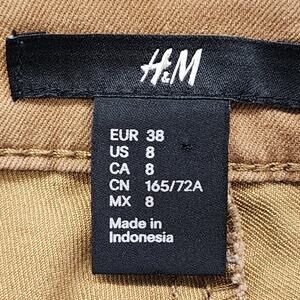 H&M
EUR 38
US 8
CA 8
CN 165/72A
MX 8
Made in
Indonesia